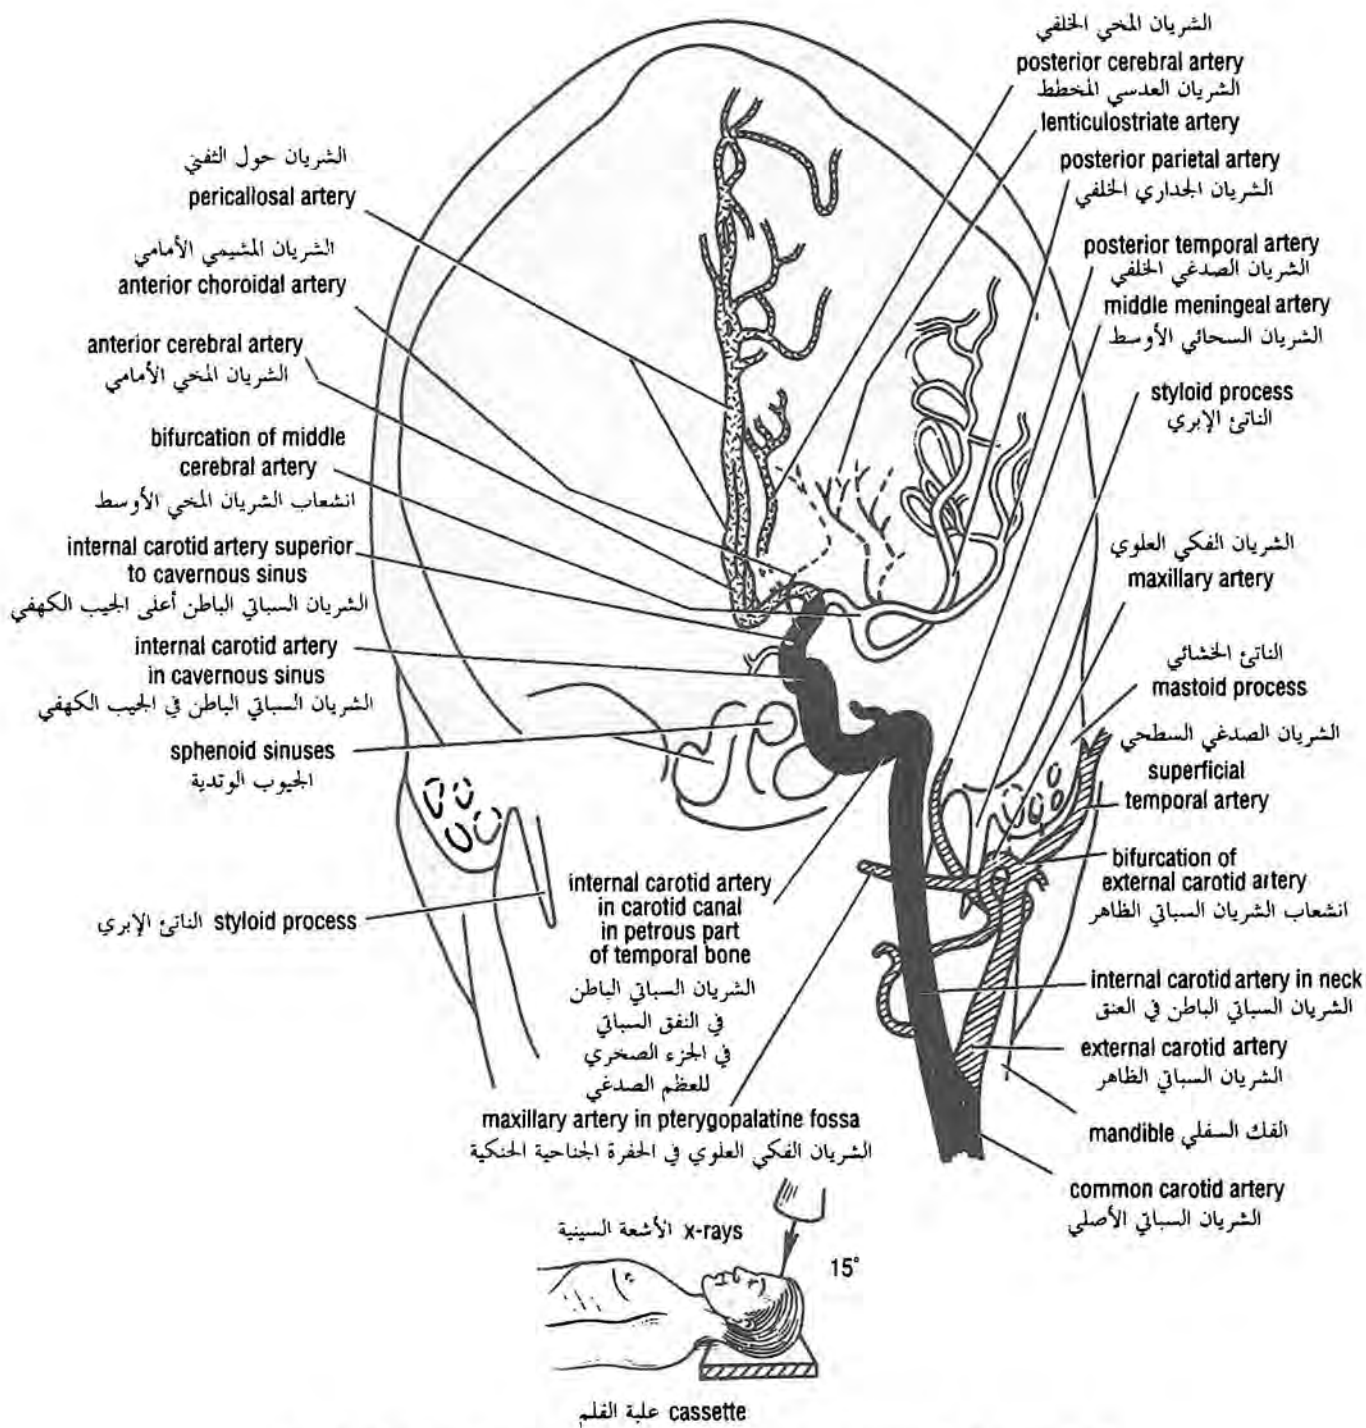 الشريان المخي الخلفي
posterior cerebral artery
الشريان العدسي المخطط
lenticulostriate artery
posterior parietal artery
الشريان الجداري الخلفي
posterior temporal artery
الشريان الصدغي الخلفي
middle meningeal artery
الشريان السحائي الأوسط
styloid process
الناتئ الإبري
الشريان الفكي العلوي
maxillary artery
الناتئ الخشائي
mastoid process
الشريان الصدغي السطحي
superficial
temporal artery
bifurcation of
external carotid artery
انشعاب الشريان السباتي الظاهر
internal carotid artery in neck
الشريان السباتي الباطن في العنق
external carotid artery
الشريان السباتي الظاهر
mandible الفك السفلي
common carotid artery
الشريان السباتي الأصلي
الشريان حول الثفني
pericallosal artery
الشريان المشيمي الأمامي
anterior choroidal artery
anterior cerebral artery
الشريان المخي الأمامي
bifurcation of middle
cerebral artery
انشعاب الشريان المخي الأوسط
internal carotid artery superior
to cavernous sinus
الشريان السباتي الباطن أعلى الجيب الكهفي
internal carotid artery
in cavernous sinus
الشريان السباتي الباطن في الجيب الكهفي
sphenoid sinuses
الجيوب الوتدية
الناتئ الإبري styloid process
internal carotid artery
in carotid canal
in petrous part
of temporal bone
الشريان السباتي الباطن
في النفق السباتي
في الجزء الصخري
للعظم الصدغي
maxillary artery in pterygopalatine fossa
الشريان الفكي العلوي في الحفرة الجناحية الحنكية
الأشعة السينية x-rays
15°
علبة الفلم cassette